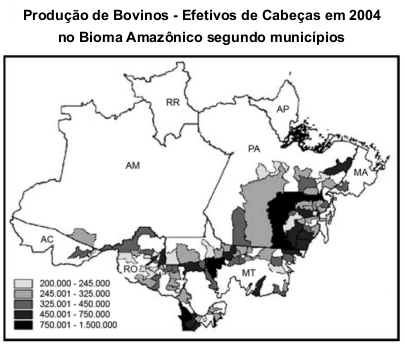 Produção de Bovinos - Efetivos de Cabeças em 2004
no Bioma Amazônico segundo municípios
RR
AP
AM
PA
MA
AC
RO
MT
200.000 - 245.000
245.001 - 325.000
325.001 - 450.000
450.001 - 750.000
750.001 - 1.500.000